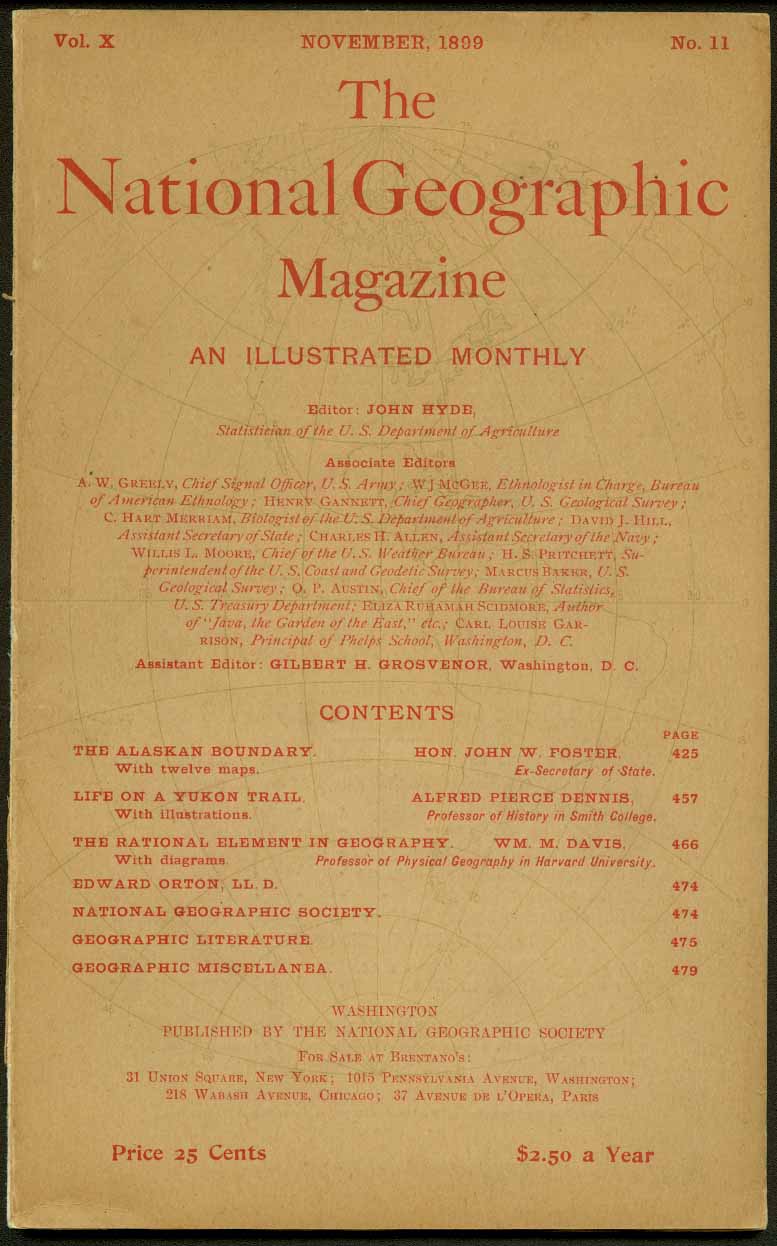 Vol. X NOVEMBER, 1899 No. 11
The
National Geographic
Magazine
AN ILLUSTRATED MONTHLY
Editor: JOHN HYDE,
Statistician of the U. S. Department of Agriculture
Associate Editors
A. W. GREELY, Chief Signal Officer, U. S. Army; W J MCGEE, Ethnologist in Charge, Bureau
of American Ethnology; HENRY GANNETT, Chief Geographer, U. S. Geological Survey;
C. HART MERRIAM, Biologist of the U. S. Department of Agriculture; DAVID J. HILL,
Assistant Secretary of State; CHARLES H. ALLEN, Assistant Secretary of the Navy;
WILLIS L. MOORE, Chief of the U. S. Weather Bureau; H. S. PRITCHETT, Su-
perintendent of the U. S. Coast and Geodetic Survey; MARCUS BAKER, U. S.
Geological Survey; O. P. AUSTIN, Chief of the Bureau of Statistics,
U. S. Treasury Department; ELIZA RUHAMAH SCIDMORE, Author
of "Java, the Garden of the East," etc.; CARL LOUISE GAR-
RISON, Principal of Phelps School, Washington, D. C.
Assistant Editor: GILBERT H. GROSVENOR, Washington, D. C.
CONTENTS
PAGE
THE ALASKAN BOUNDARY. HON. JOHN W. FOSTER, 425
With twelve maps. Ex-Secretary of State.
LIFE ON A YUKON TRAIL. ALFRED PIERCE DENNIS, 457
With illustrations. Professor of History in Smith College.
THE RATIONAL ELEMENT IN GEOGRAPHY. WM. M. DAVIS, 466
With diagrams. Professor of Physical Geography in Harvard University.
EDWARD ORTON, LL. D. 474
NATIONAL GEOGRAPHIC SOCIETY. 474
GEOGRAPHIC LITERATURE. 475
GEOGRAPHIC MISCELLANEA. 479
WASHINGTON
PUBLISHED BY THE NATIONAL GEOGRAPHIC SOCIETY
FOR SALE AT BRENTANO'S:
31 UNION SQUARE, NEW YORK; 1015 PENNSYLVANIA AVENUE, WASHINGTON;
218 WABASH AVENUE, CHICAGO; 37 AVENUE DE L'OPERA, PARIS
Price 25 Cents $2.50 a Year